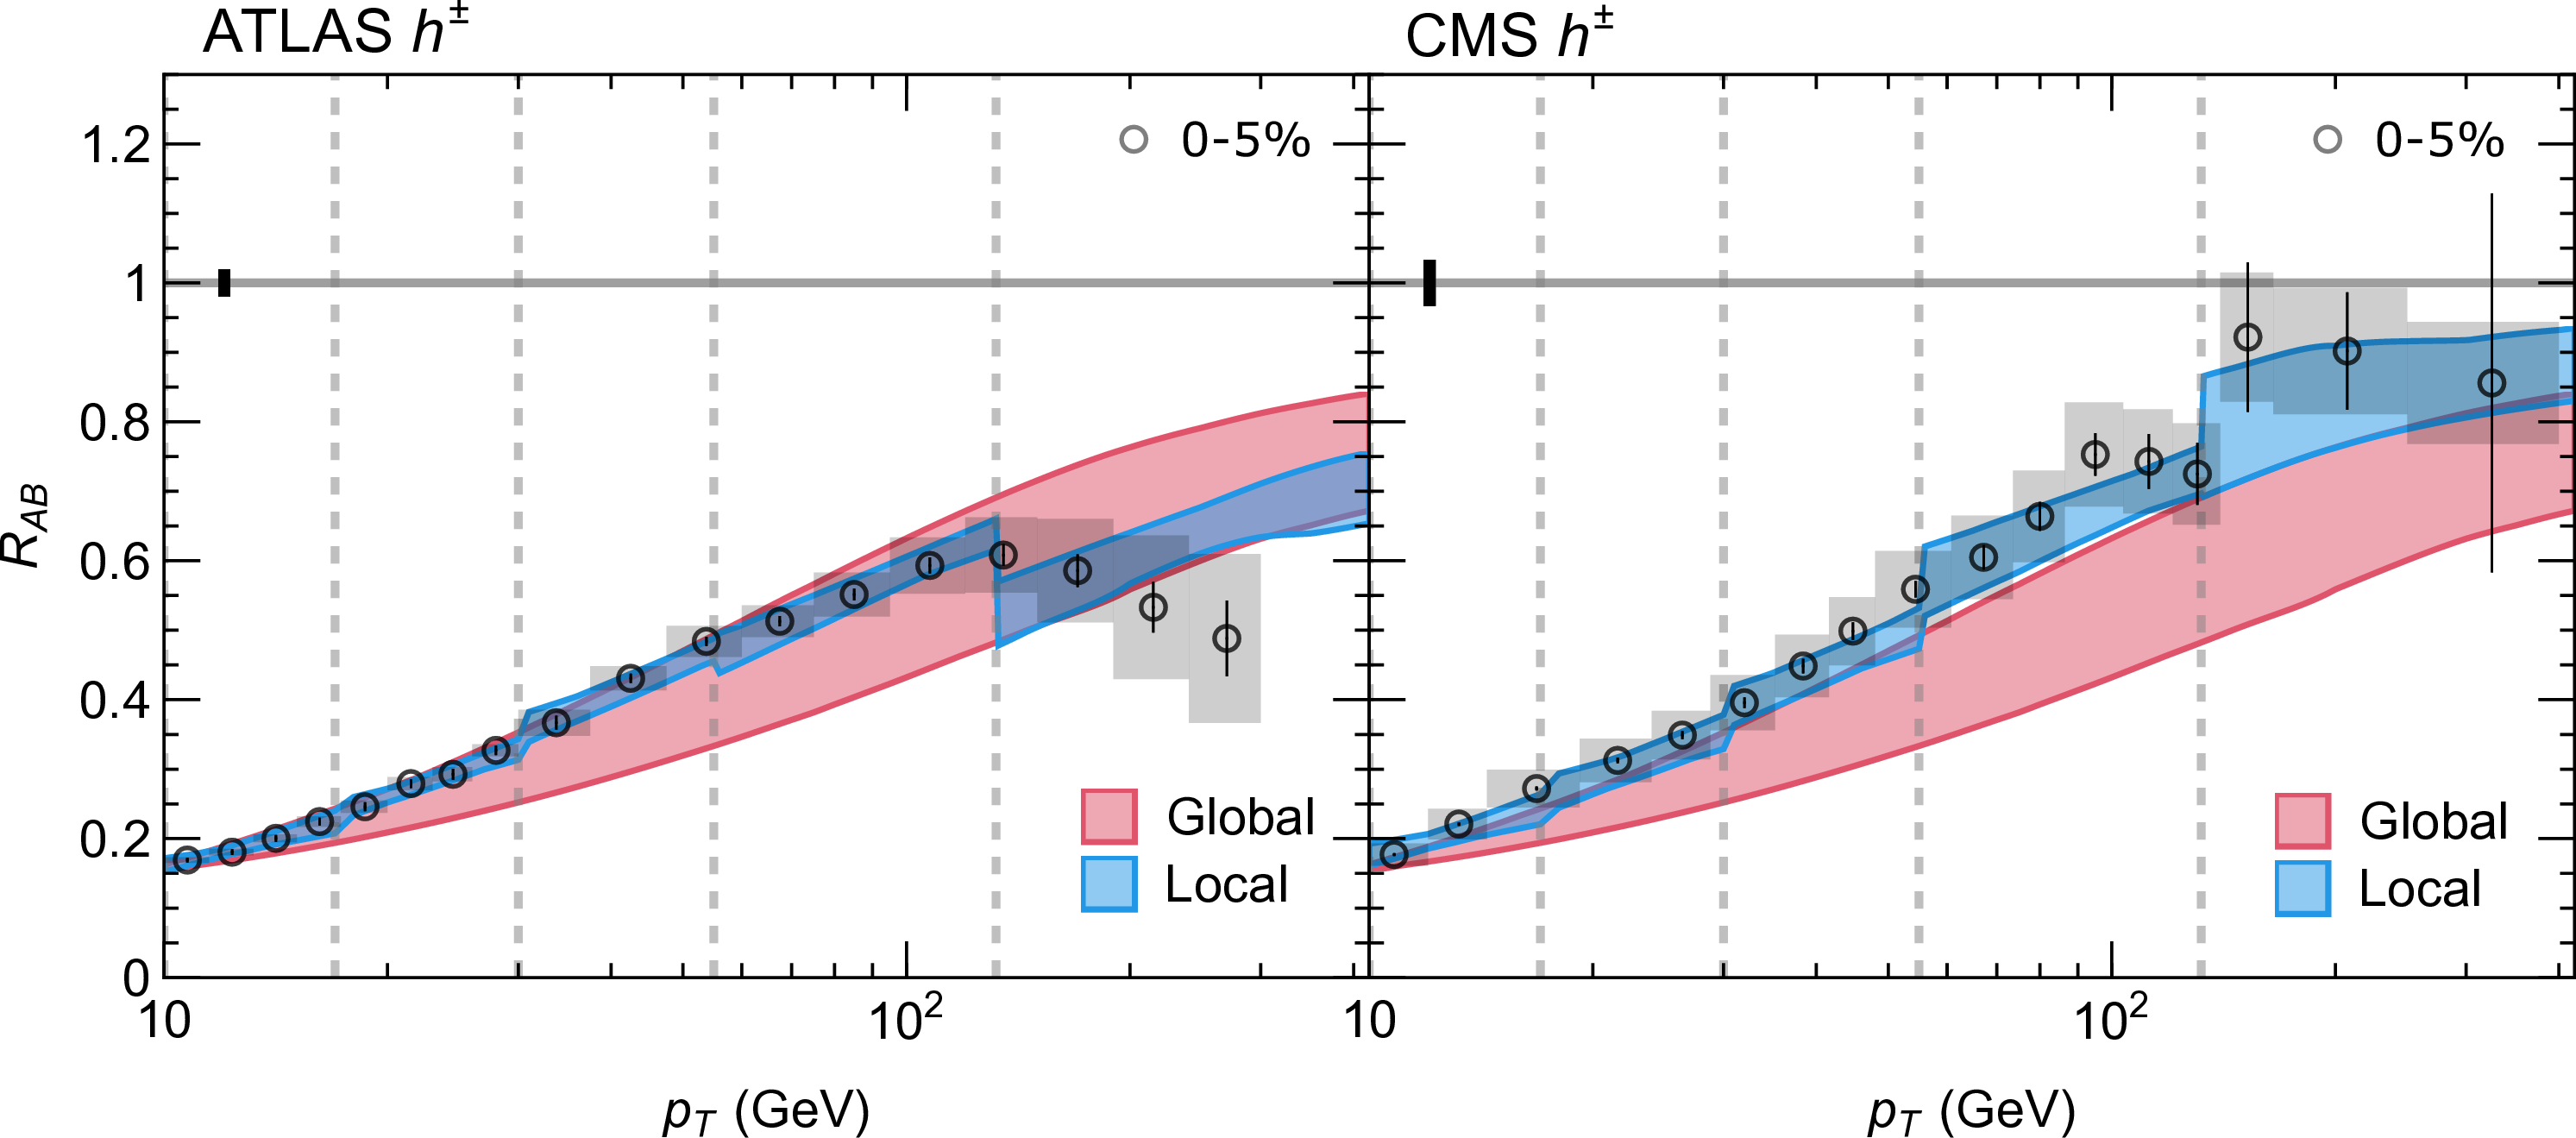 ATLAS h±
CMS h±
0-5%
0-5%
1.2
1
0.8
0.6
0.4
0.2
0
R_AB
Global
Local
Global
Local
10
10²
10
10²
p_T (GeV)
p_T (GeV)